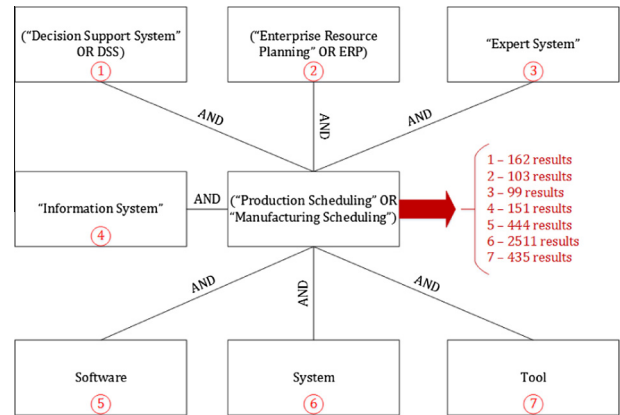 ("Decision Support System"
OR DSS)
1
("Enterprise Resource
Planning" OR ERP)
2
"Expert System"
3
AND
AND
AND
"Information System"
4
AND
("Production Scheduling" OR
"Manufacturing Scheduling")
1 – 162 results
2 – 103 results
3 – 99 results
4 – 151 results
5 – 444 results
6 – 2511 results
7 – 435 results
AND
AND
AND
Software
5
System
6
Tool
7